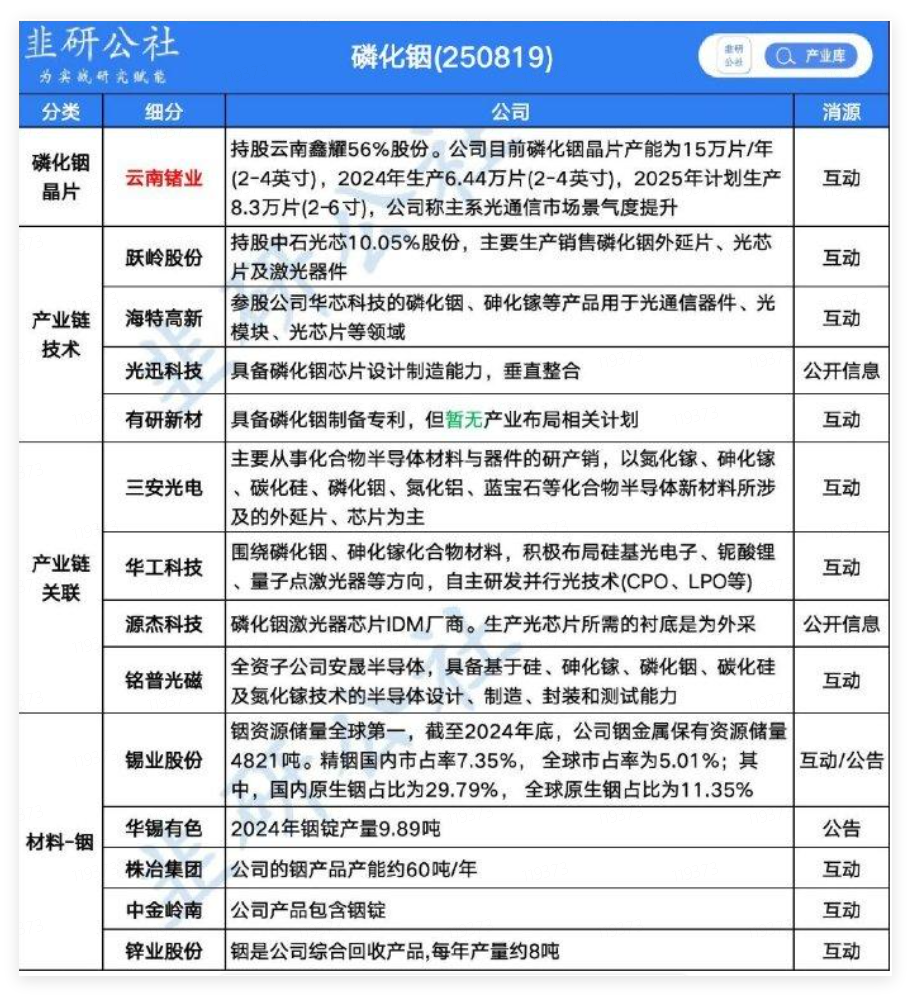 韭研公社
为实战研究赋能
磷化铟(250819)
韭研
公社
产业库
分类 细分 公司 消源
磷化铟
晶片
云南锗业
持股云南鑫耀56%股份。公司目前磷化铟晶片产能为15万片/年
(2-4英寸)，2024年生产6.44万片(2-4英寸)，2025年计划生产
8.3万片(2-6寸)，公司称主系光通信市场景气度提升
互动
产业链
技术
跃岭股份
持股中石光芯10.05%股份，主要生产销售磷化铟外延片、光芯
片及激光器件
互动
海特高新
参股公司华芯科技的磷化铟、砷化镓等产品用于光通信器件、光
模块、光芯片等领域
互动
光迅科技
具备磷化铟芯片设计制造能力，垂直整合
公开信息
有研新材
具备磷化铟制备专利，但暂无产业布局相关计划
互动
产业链
关联
三安光电
主要从事化合物半导体材料与器件的研产销，以氮化镓、砷化镓
、碳化硅、磷化铟、氮化铝、蓝宝石等化合物半导体新材料所涉
及的外延片、芯片为主
互动
华工科技
围绕磷化铟、砷化镓化合物材料，积极布局硅基光电子、铌酸锂
、量子点激光器等方向，自主研发并行光技术(CPO、LPO等)
互动
源杰科技
磷化铟激光器芯片IDM厂商。生产光芯片所需的衬底是为外采
公开信息
铭普光磁
全资子公司安晟半导体，具备基于硅、砷化镓、磷化铟、碳化硅
及氮化镓技术的半导体设计、制造、封装和测试能力
互动
材料-铟
锡业股份
铟资源储量全球第一，截至2024年底，公司铟金属保有资源储量
4821吨。精铟国内市占率7.35%， 全球市占率为5.01%；其
中，国内原生铟占比为29.79%， 全球原生铟占比为11.35%
互动/公告
华锡有色
2024年铟锭产量9.89吨
公告
株冶集团
公司的铟产品产能约60吨/年
互动
中金岭南
公司产品包含铟锭
互动
锌业股份
铟是公司综合回收产品,每年产量约8吨
互动